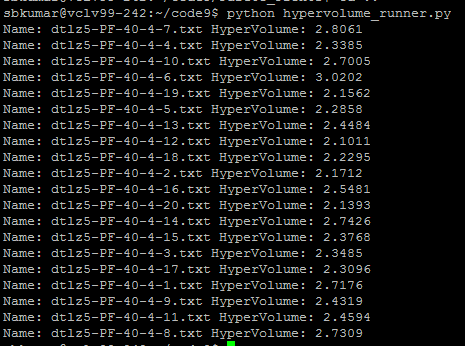 sbkumar@vclv99-242:~/code9$ python hypervolume_runner.py
Name: dtlz5-PF-40-4-7.txt HyperVolume: 2.8061
Name: dtlz5-PF-40-4-4.txt HyperVolume: 2.3385
Name: dtlz5-PF-40-4-10.txt HyperVolume: 2.7005
Name: dtlz5-PF-40-4-6.txt HyperVolume: 3.0202
Name: dtlz5-PF-40-4-19.txt HyperVolume: 2.1562
Name: dtlz5-PF-40-4-5.txt HyperVolume: 2.2858
Name: dtlz5-PF-40-4-13.txt HyperVolume: 2.4484
Name: dtlz5-PF-40-4-12.txt HyperVolume: 2.1011
Name: dtlz5-PF-40-4-18.txt HyperVolume: 2.2295
Name: dtlz5-PF-40-4-2.txt HyperVolume: 2.1712
Name: dtlz5-PF-40-4-16.txt HyperVolume: 2.5481
Name: dtlz5-PF-40-4-20.txt HyperVolume: 2.1393
Name: dtlz5-PF-40-4-14.txt HyperVolume: 2.7426
Name: dtlz5-PF-40-4-15.txt HyperVolume: 2.3768
Name: dtlz5-PF-40-4-3.txt HyperVolume: 2.3485
Name: dtlz5-PF-40-4-17.txt HyperVolume: 2.3096
Name: dtlz5-PF-40-4-1.txt HyperVolume: 2.7176
Name: dtlz5-PF-40-4-9.txt HyperVolume: 2.4319
Name: dtlz5-PF-40-4-11.txt HyperVolume: 2.4594
Name: dtlz5-PF-40-4-8.txt HyperVolume: 2.7309